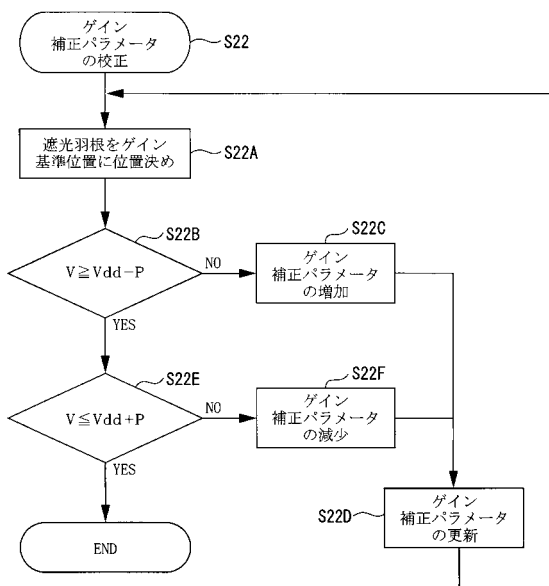 ゲイン
補正パラメータ
の校正
S22
遮光羽根をゲイン
基準位置に位置決め
S22A
S22B
V≧Vdd−P
NO
YES
S22C
ゲイン
補正パラメータ
の増加
S22E
V≦Vdd+P
NO
YES
S22F
ゲイン
補正パラメータ
の減少
S22D
ゲイン
補正パラメータ
の更新
END